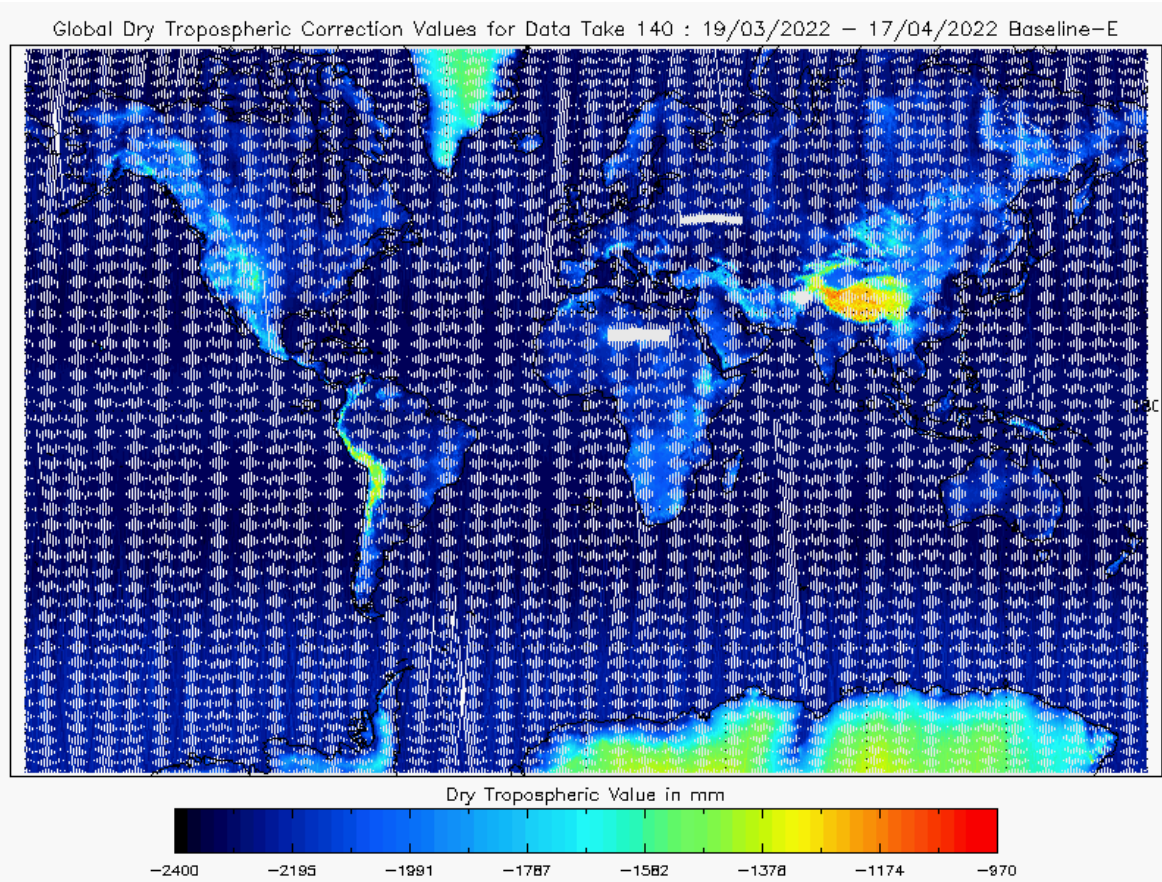 Global Dry Tropospheric Correction Values for Data Take 140 : 19/03/2022 – 17/04/2022 Baseline–E
Dry Tropospheric Value in mm
−2400 −2195 −1991 −1787 −1582 −1378 −1174 −970